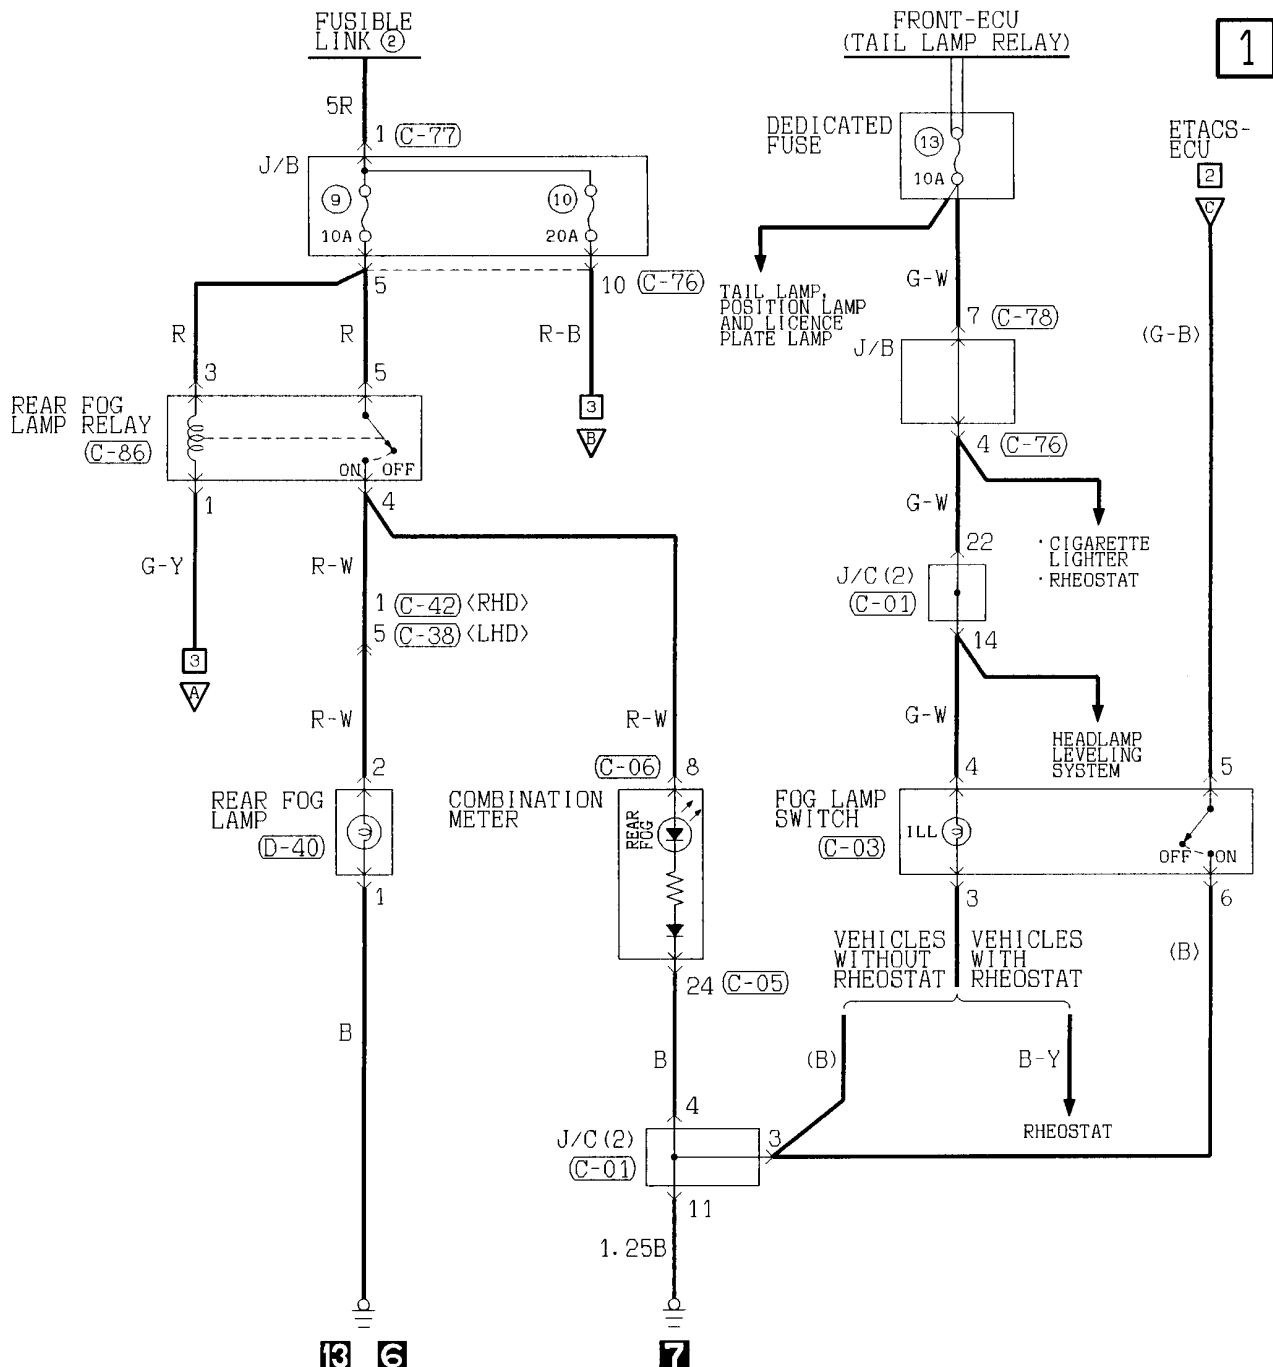 FUSIBLE
LINK ②
FRONT-ECU
(TAIL LAMP RELAY)
1
5R
1 (C-77)
DEDICATED
FUSE
13
10A
ETACS-
ECU
2
C
J/B
9
10A
10
20A
5
10 (C-76)
G-W
TAIL LAMP,
POSITION LAMP
AND LICENCE
PLATE LAMP
7 (C-78)
J/B
(G-B)
R
R
R-B
3
5
3
B
REAR FOG
LAMP RELAY
(C-86)
ON OFF
4 (C-76)
1
4
G-W
22
· CIGARETTE
LIGHTER
· RHEOSTAT
G-Y
R-W
J/C(2)
(C-01)
1 (C-42) <RHD>
5 (C-38) <LHD>
14
3
A
R-W
R-W
G-W
HEADLAMP
LEVELING
SYSTEM
2
(C-06) 8
4
5
REAR FOG
LAMP
(D-40)
COMBINATION
METER
REAR
FOG
FOG LAMP
SWITCH
(C-03)
ILL
OFF ON
1
3
6
VEHICLES
WITHOUT
RHEOSTAT
VEHICLES
WITH
RHEOSTAT
(B)
24 (C-05)
B
B
(B)
B-Y
4
RHEOSTAT
J/C(2)
(C-01)
3
11
1.25B
13 6
7